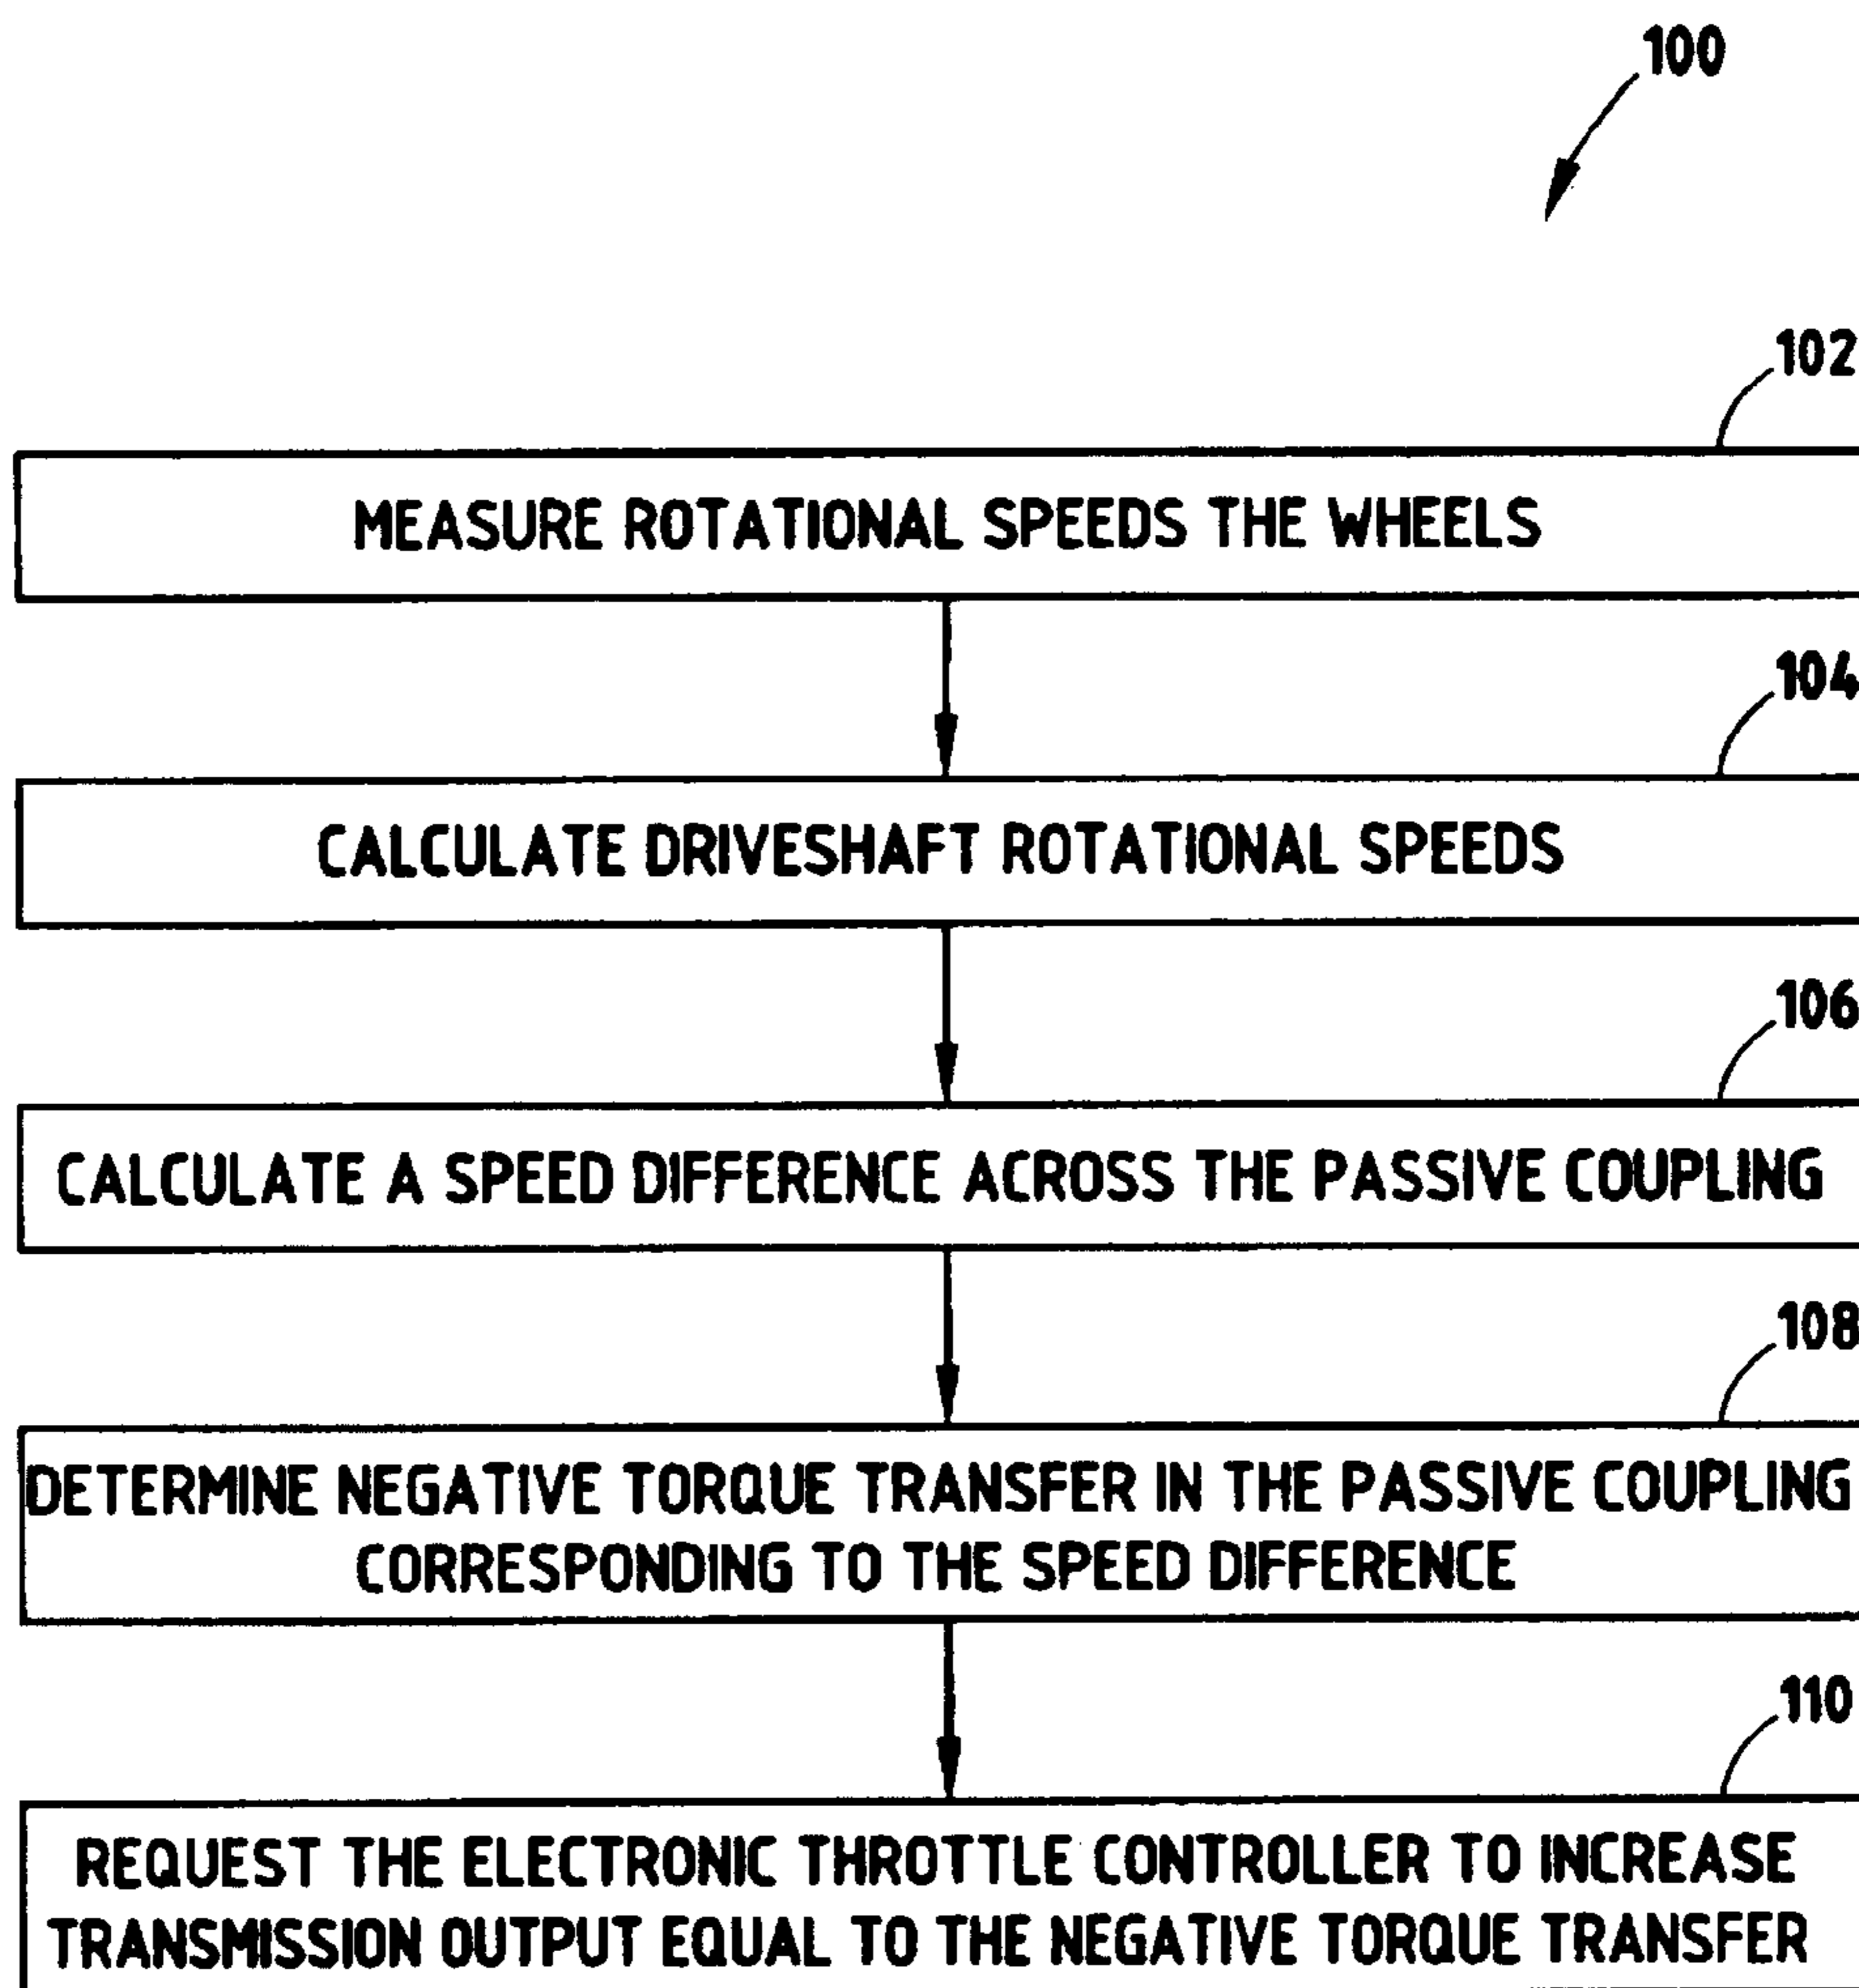 100
102
MEASURE ROTATIONAL SPEEDS THE WHEELS
104
CALCULATE DRIVESHAFT ROTATIONAL SPEEDS
106
CALCULATE A SPEED DIFFERENCE ACROSS THE PASSIVE COUPLING
108
DETERMINE NEGATIVE TORQUE TRANSFER IN THE PASSIVE COUPLING
CORRESPONDING TO THE SPEED DIFFERENCE
110
REQUEST THE ELECTRONIC THROTTLE CONTROLLER TO INCREASE
TRANSMISSION OUTPUT EQUAL TO THE NEGATIVE TORQUE TRANSFER